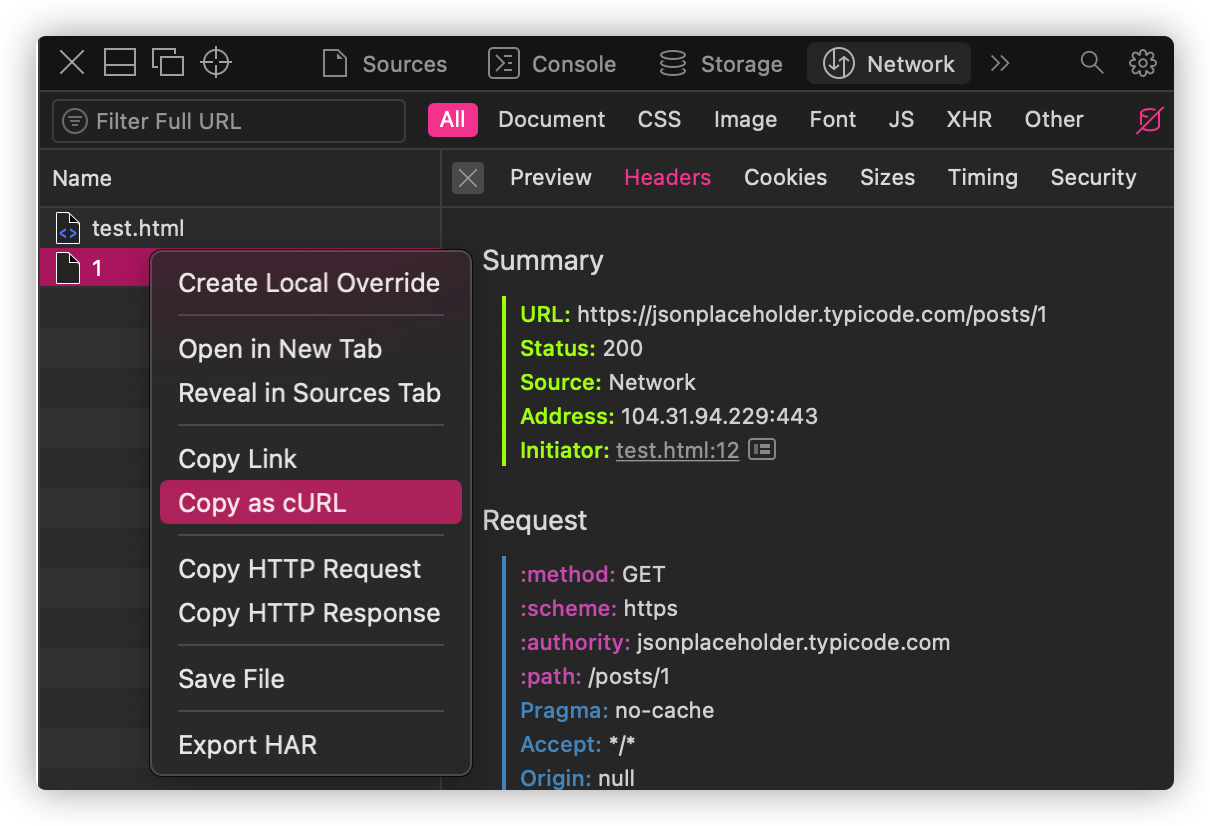 Sources Console Storage Network
Filter Full URL All Document CSS Image Font JS XHR Other
Name Preview Headers Cookies Sizes Timing Security
test.html
1
Create Local Override
Open in New Tab
Reveal in Sources Tab
Copy Link
Copy as cURL
Copy HTTP Request
Copy HTTP Response
Save File
Export HAR
Summary
URL: https://jsonplaceholder.typicode.com/posts/1
Status: 200
Source: Network
Address: 104.31.94.229:443
Initiator: test.html:12
Request
:method: GET
:scheme: https
:authority: jsonplaceholder.typicode.com
:path: /posts/1
Pragma: no-cache
Accept: */*
Origin: null